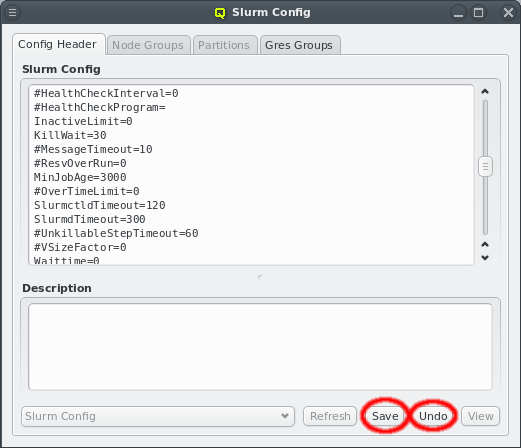 Slurm Config
Config Header
Node Groups
Partitions
Gres Groups
Slurm Config
#HealthCheckInterval=0
#HealthCheckProgram=
InactiveLimit=0
KillWait=30
#MessageTimeout=10
#ResvOverRun=0
MinJobAge=3000
#OverTimeLimit=0
SlurmctldTimeout=120
SlurmdTimeout=300
#UnkillableStepTimeout=60
#VSizeFactor=0
Waittime=0
Description
Slurm Config
Refresh
Save
Undo
View